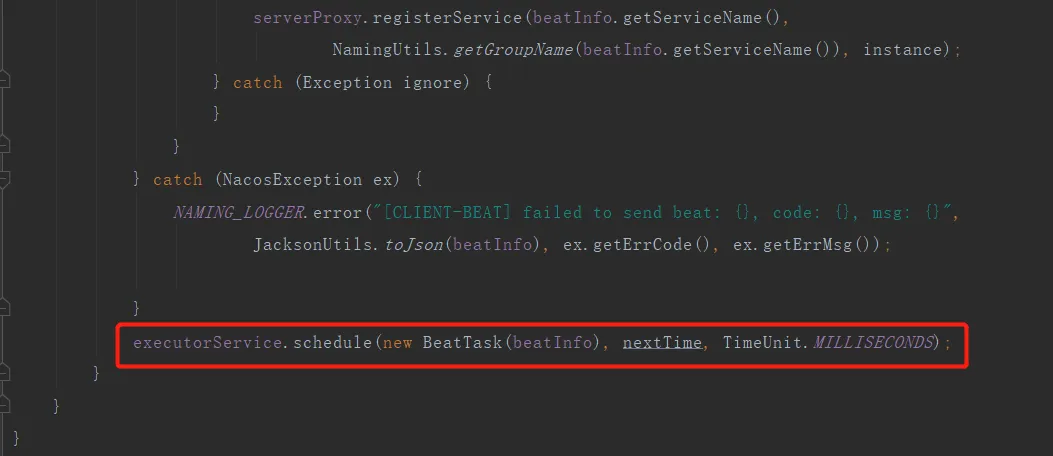 serverProxy.registerService(beatInfo.getServiceName(),
NamingUtils.getGroupName(beatInfo.getServiceName()), instance);
} catch (Exception ignore) {
}
}
} catch (NacosException ex) {
NAMING_LOGGER.error("[CLIENT-BEAT] failed to send beat: {}, code: {}, msg: {}",
JacksonUtils.toJson(beatInfo), ex.getErrCode(), ex.getErrMsg());
}
executorService.schedule(new BeatTask(beatInfo), nextTime, TimeUnit.MILLISECONDS);
}
}
}